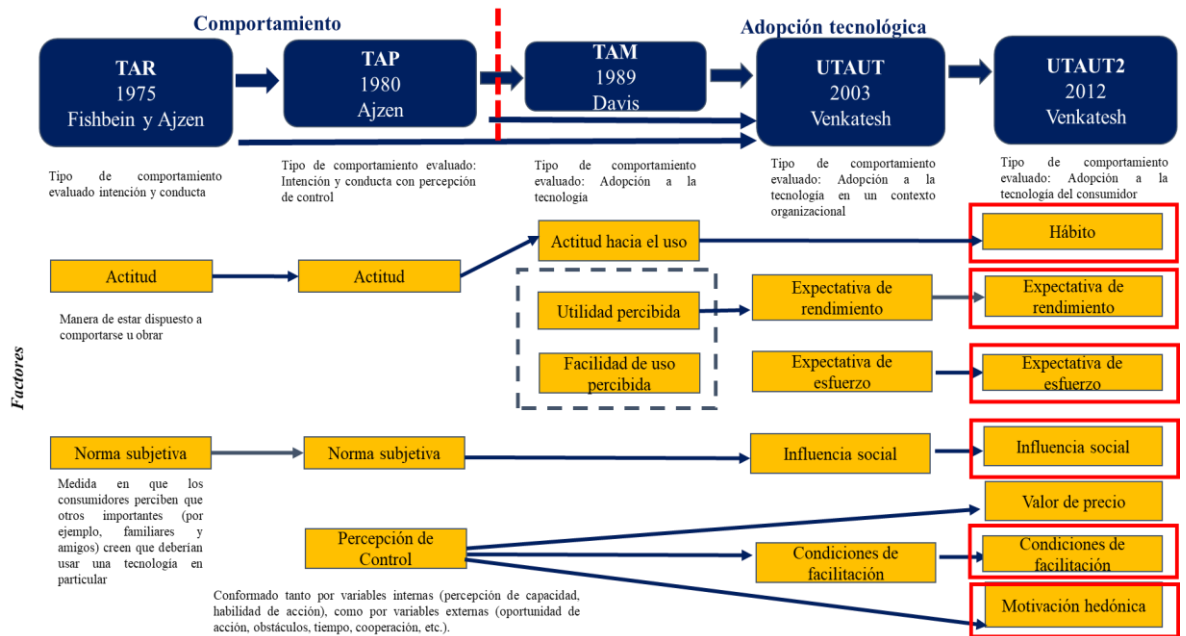 Comportamiento
Adopción tecnológica
TAR
1975
Fishbein y Ajzen
TAP
1980
Ajzen
TAM
1989
Davis
UTAUT
2003
Venkatesh
UTAUT2
2012
Venkatesh
Tipo de comportamiento
evaluado intención y conducta
Tipo de comportamiento evaluado:
Intención y conducta con percepción
de control
Tipo de comportamiento
evaluado: Adopción a la
tecnología
Tipo de comportamiento
evaluado: Adopción a la
tecnología en un contexto
organizacional
Tipo de comportamiento
evaluado: Adopción a la
tecnología del consumidor
Factores
Actitud
Actitud
Actitud hacia el uso
Hábito
Manera de estar dispuesto a
comportarse u obrar
Utilidad percibida
Expectativa de
rendimiento
Expectativa de
rendimiento
Facilidad de uso
percibida
Expectativa de
esfuerzo
Expectativa de
esfuerzo
Norma subjetiva
Norma subjetiva
Influencia social
Influencia social
Medida en que los
consumidores perciben que
otros importantes (por
ejemplo, familiares y
amigos) creen que deberían
usar una tecnología en
particular
Valor de precio
Percepción de
Control
Condiciones de
facilitación
Condiciones de
facilitación
Motivación hedónica
Conformado tanto por variables internas (percepción de capacidad,
habilidad de acción), como por variables externas (oportunidad de
acción, obstáculos, tiempo, cooperación, etc.).